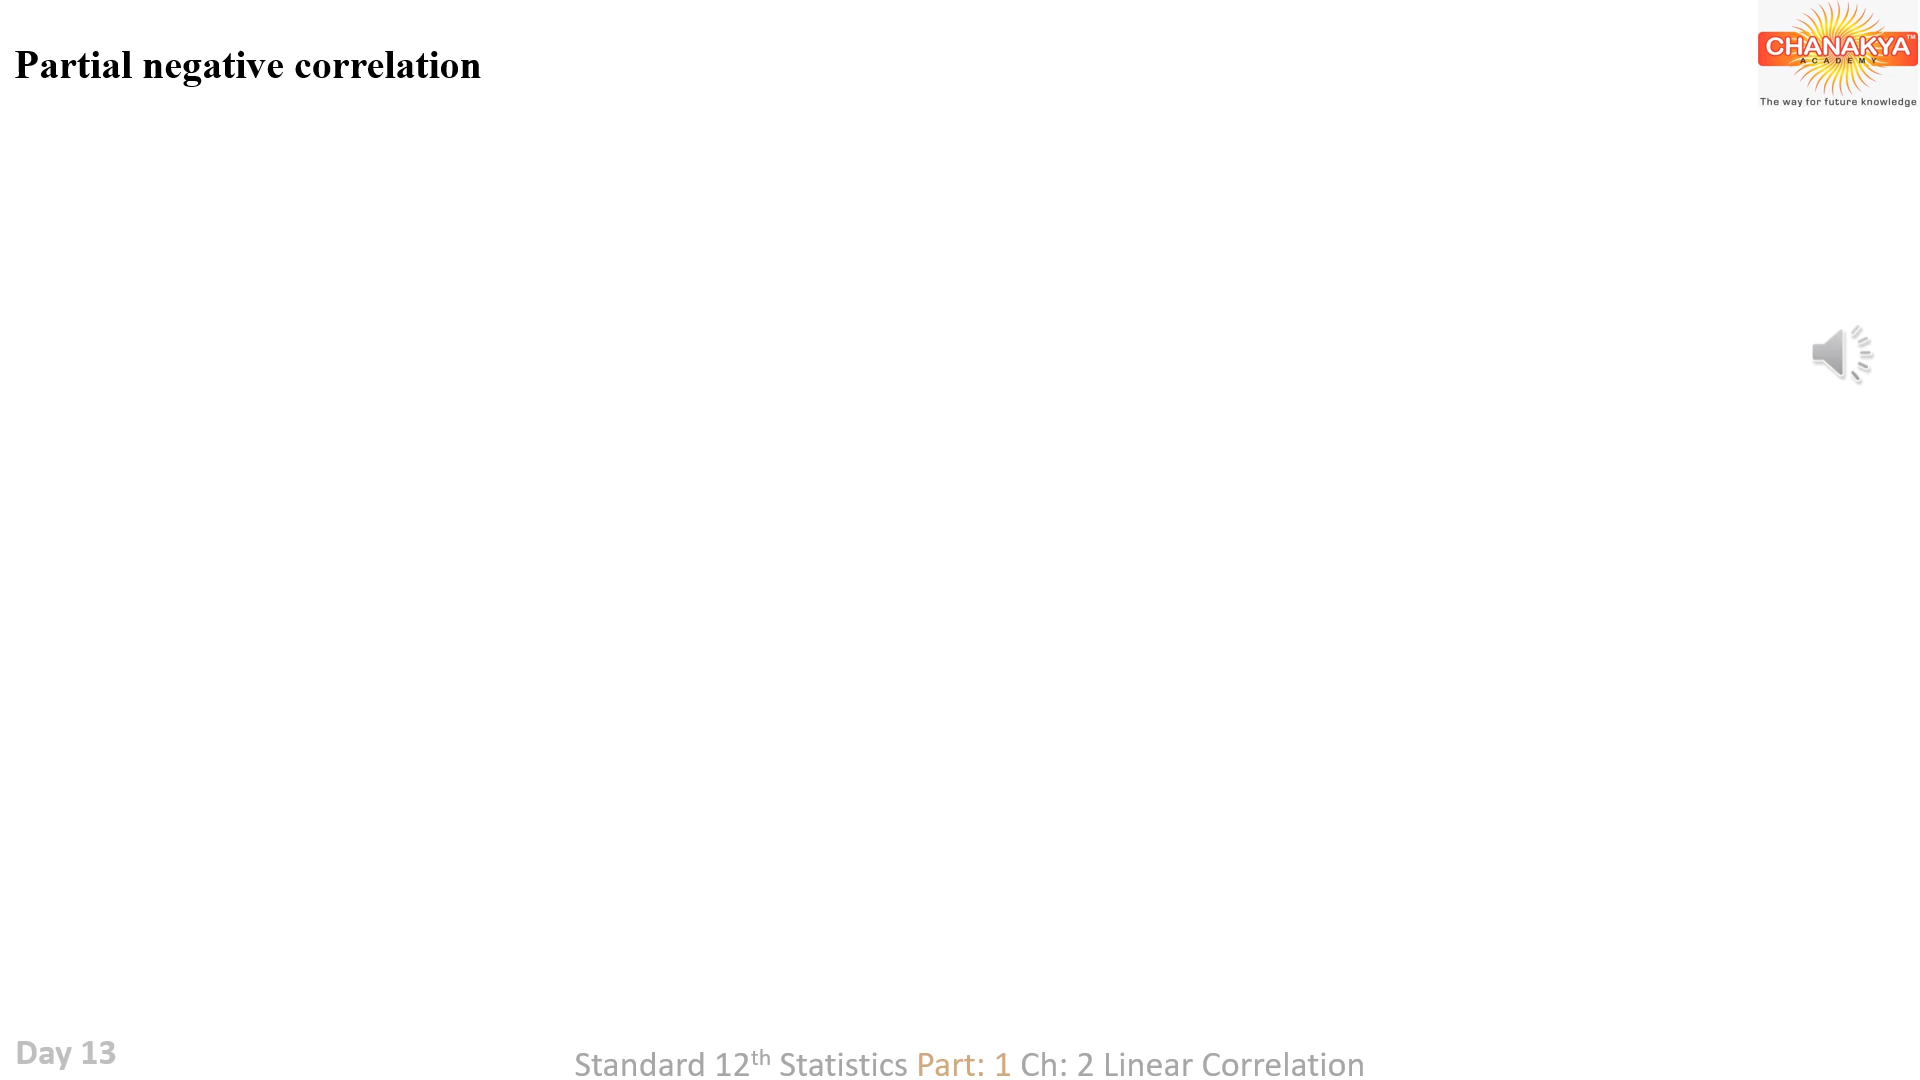 Partial negative correlation
CHANAKYA™
ACADEMY
The way for future knowledge
Day 13
Standard 12th Statistics Part: 1 Ch: 2 Linear Correlation